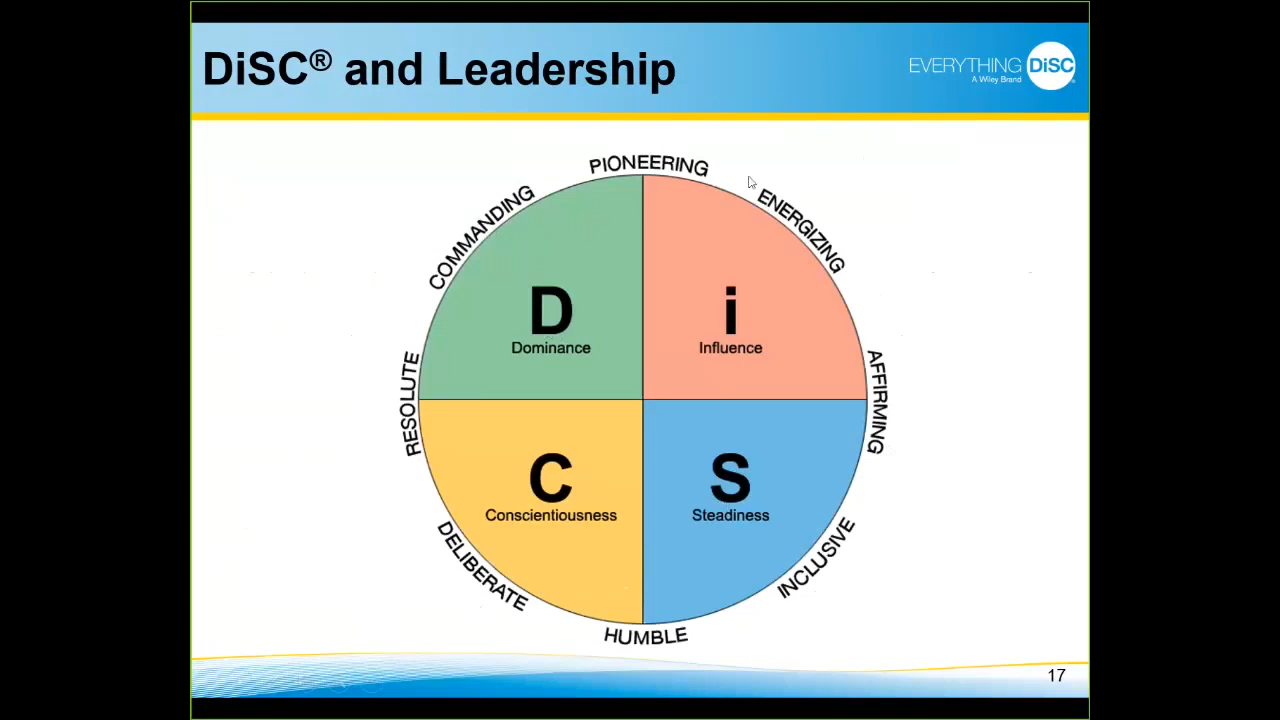 DiSC® and Leadership
EVERYTHING DiSC
A Wiley Brand
PIONEERING
COMMANDING
ENERGIZING
D
Dominance
i
Influence
RESOLUTE
AFFIRMING
C
Conscientiousness
S
Steadiness
DELIBERATE
INCLUSIVE
HUMBLE
17